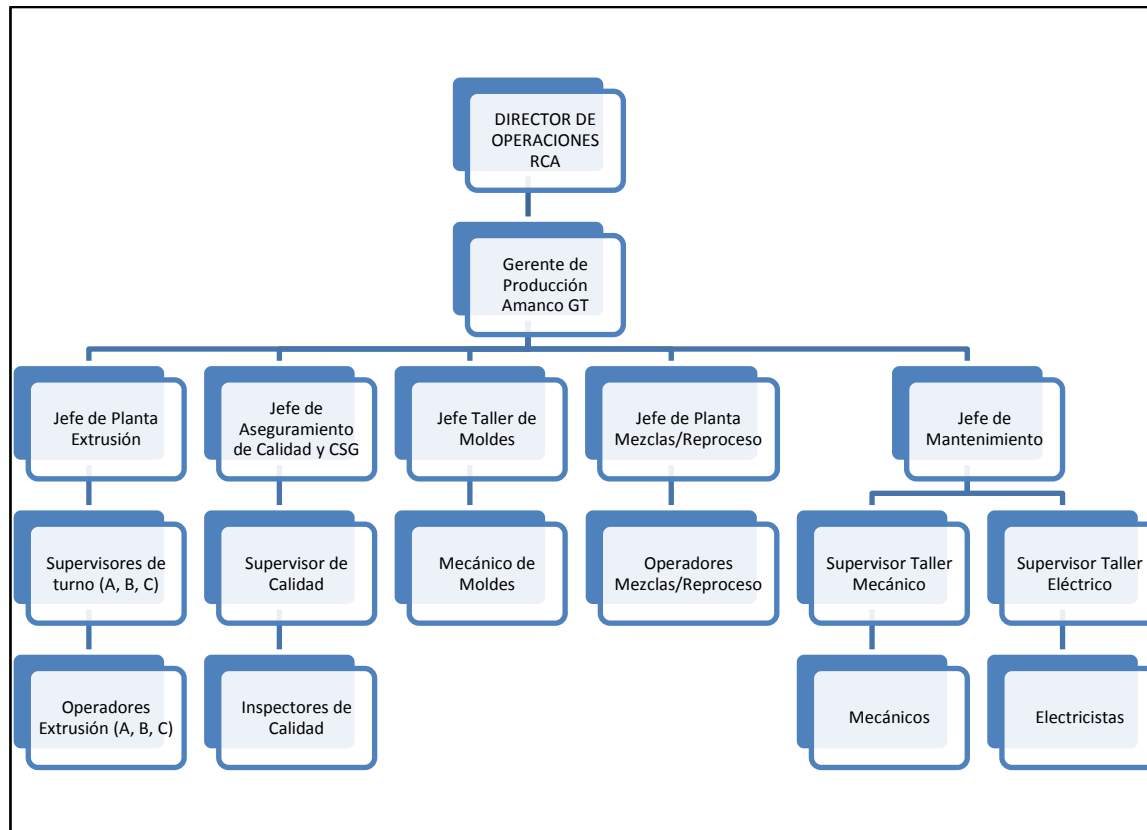 DIRECTOR DE
OPERACIONES
RCA
Gerente de
Producción
Amanco GT
Jefe de Planta
Extrusión
Jefe de
Aseguramiento
de Calidad y CSG
Jefe Taller de
Moldes
Jefe de Planta
Mezclas/Reproceso
Jefe de
Mantenimiento
Supervisores de
turno (A, B, C)
Supervisor de
Calidad
Mecánico de
Moldes
Operadores
Mezclas/Reproceso
Supervisor Taller
Mecánico
Supervisor Taller
Eléctrico
Operadores
Extrusión (A, B, C)
Inspectores de
Calidad
Mecánicos
Electricistas